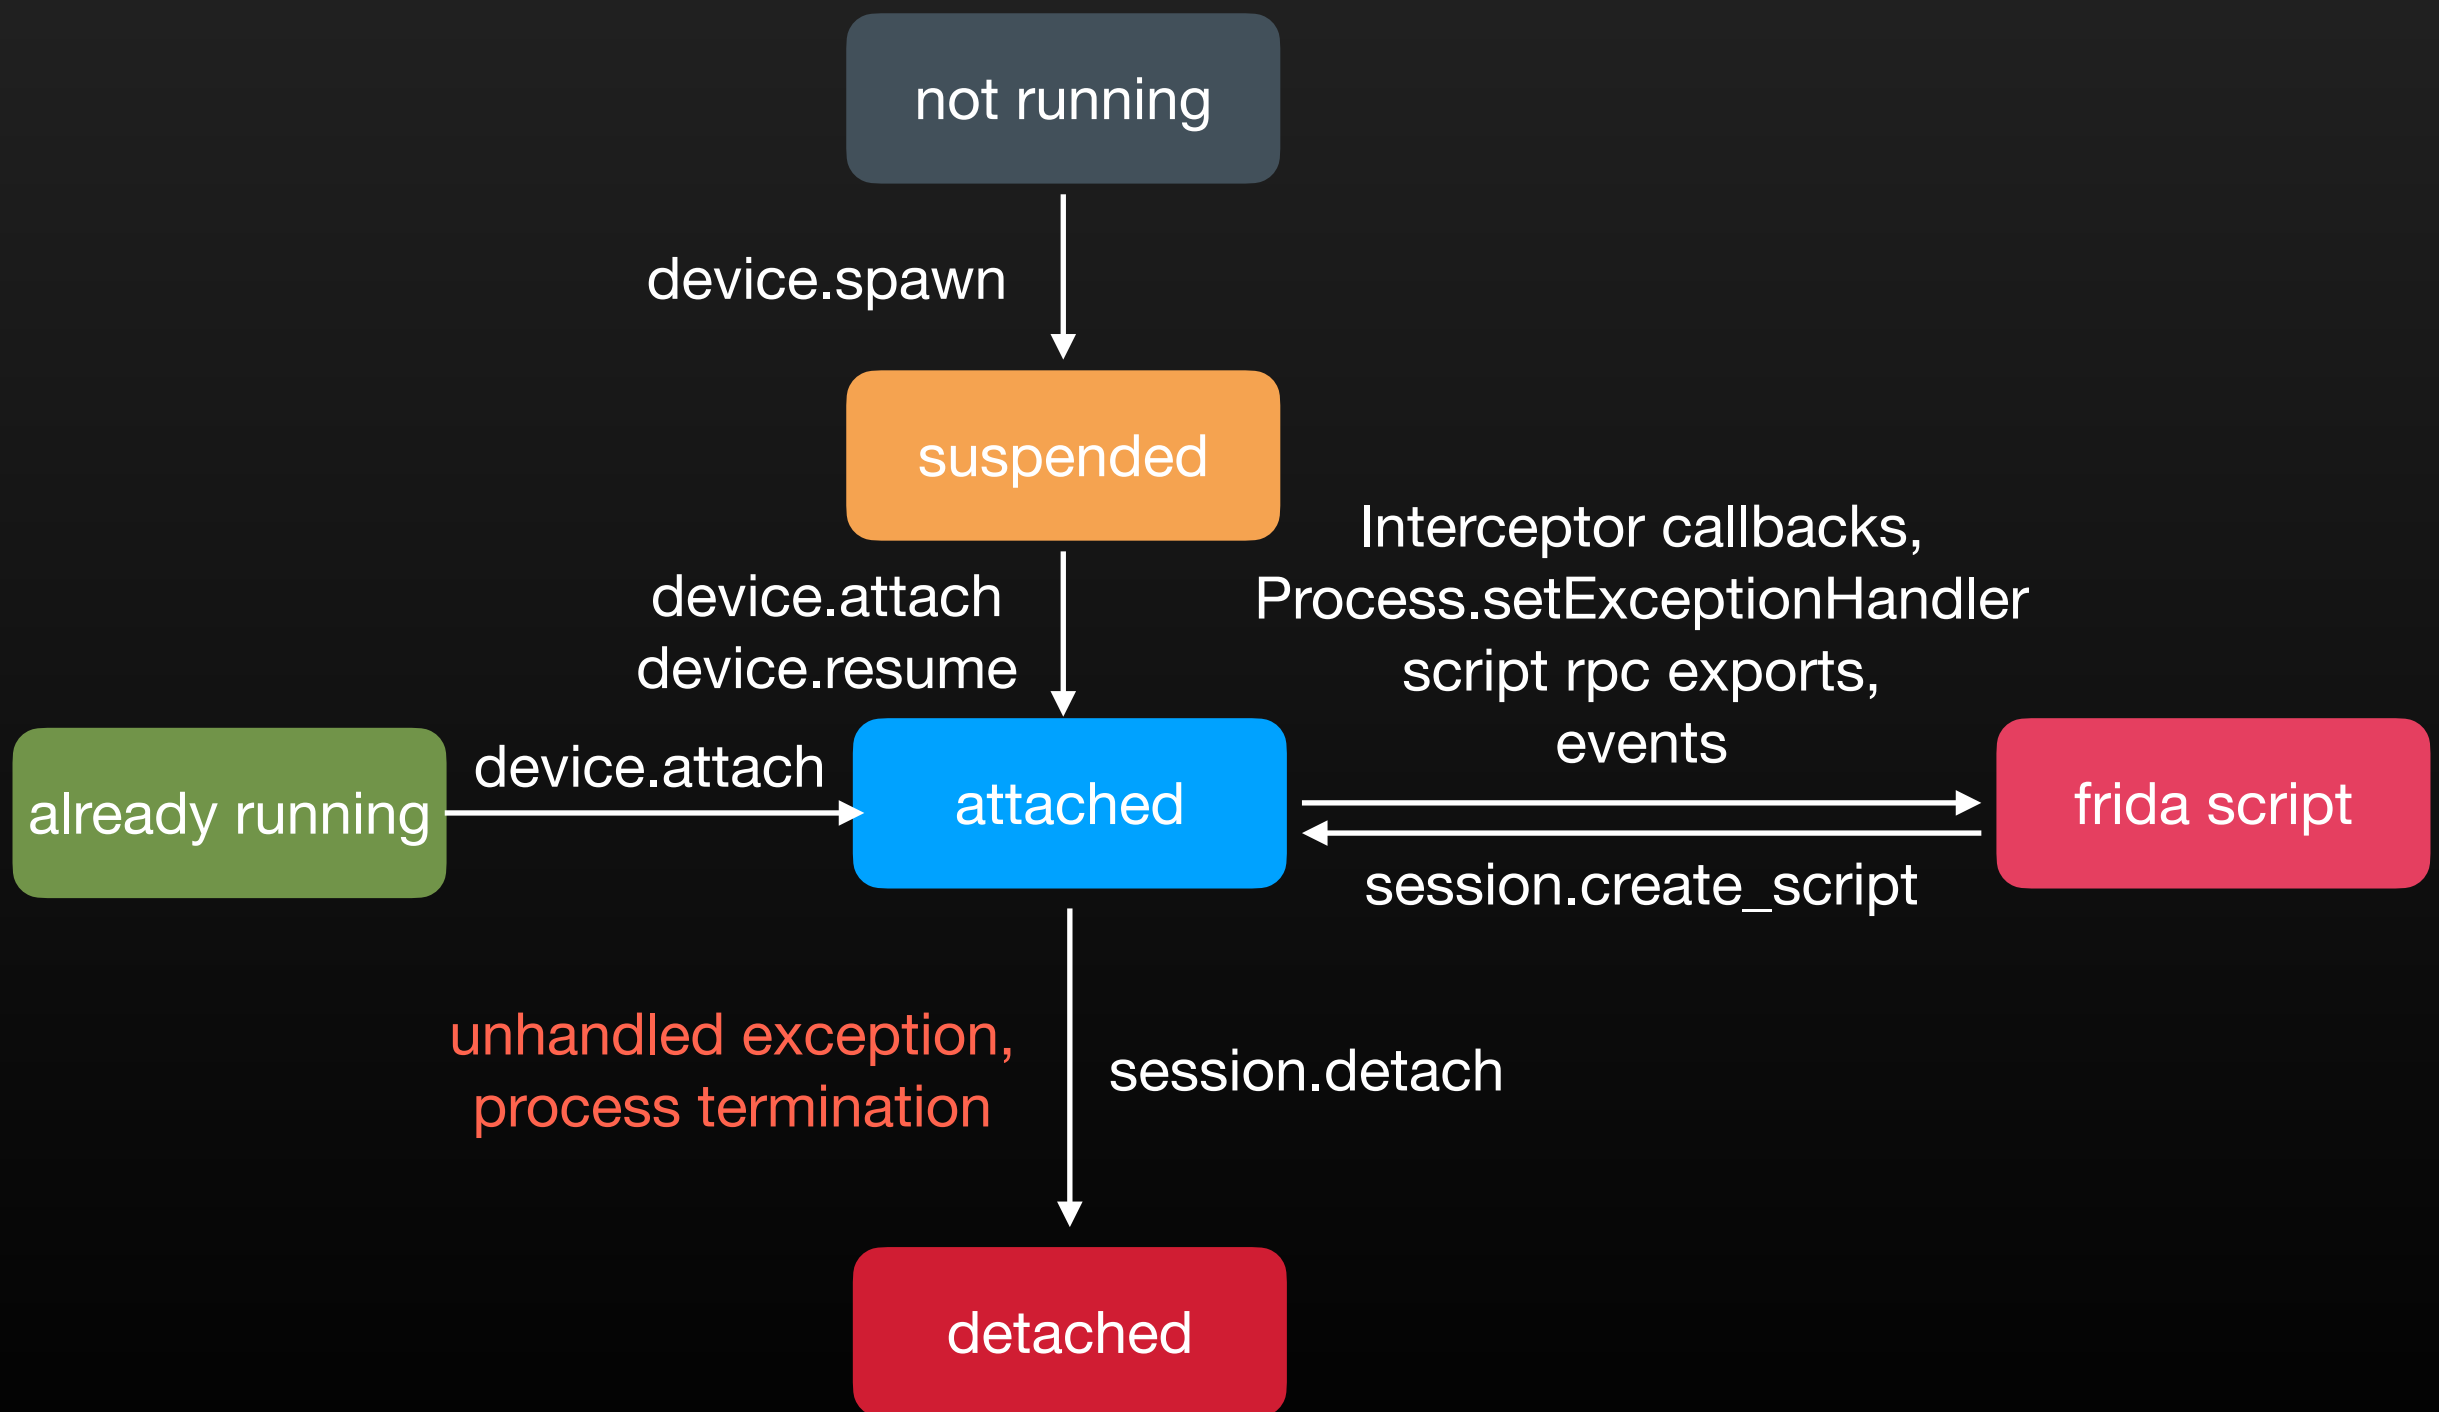 not running
device.spawn
suspended
device.attach
device.resume
Interceptor callbacks,
Process.setExceptionHandler
script rpc exports,
events
already running
device.attach
attached
frida script
session.create_script
unhandled exception,
process termination
session.detach
detached